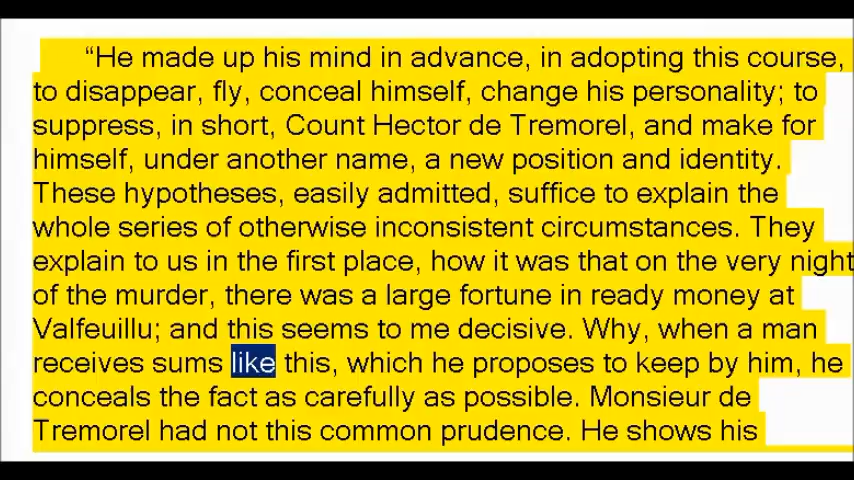 “He made up his mind in advance, in adopting this course,
to disappear, fly, conceal himself, change his personality; to
suppress, in short, Count Hector de Tremorel, and make for
himself, under another name, a new position and identity.
These hypotheses, easily admitted, suffice to explain the
whole series of otherwise inconsistent circumstances. They
explain to us in the first place, how it was that on the very night
of the murder, there was a large fortune in ready money at
Valfeuillu; and this seems to me decisive. Why, when a man
receives sums like this, which he proposes to keep by him, he
conceals the fact as carefully as possible. Monsieur de
Tremorel had not this common prudence. He shows his